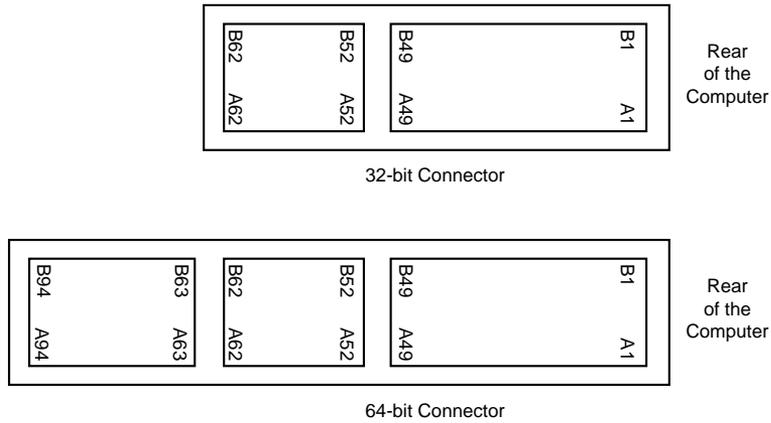 B62 B52 B49 B1
A62 A52 A49 A1
Rear
of the
Computer
32-bit Connector
B94 B63 B62 B52 B49 B1
A94 A63 A62 A52 A49 A1
Rear
of the
Computer
64-bit Connector